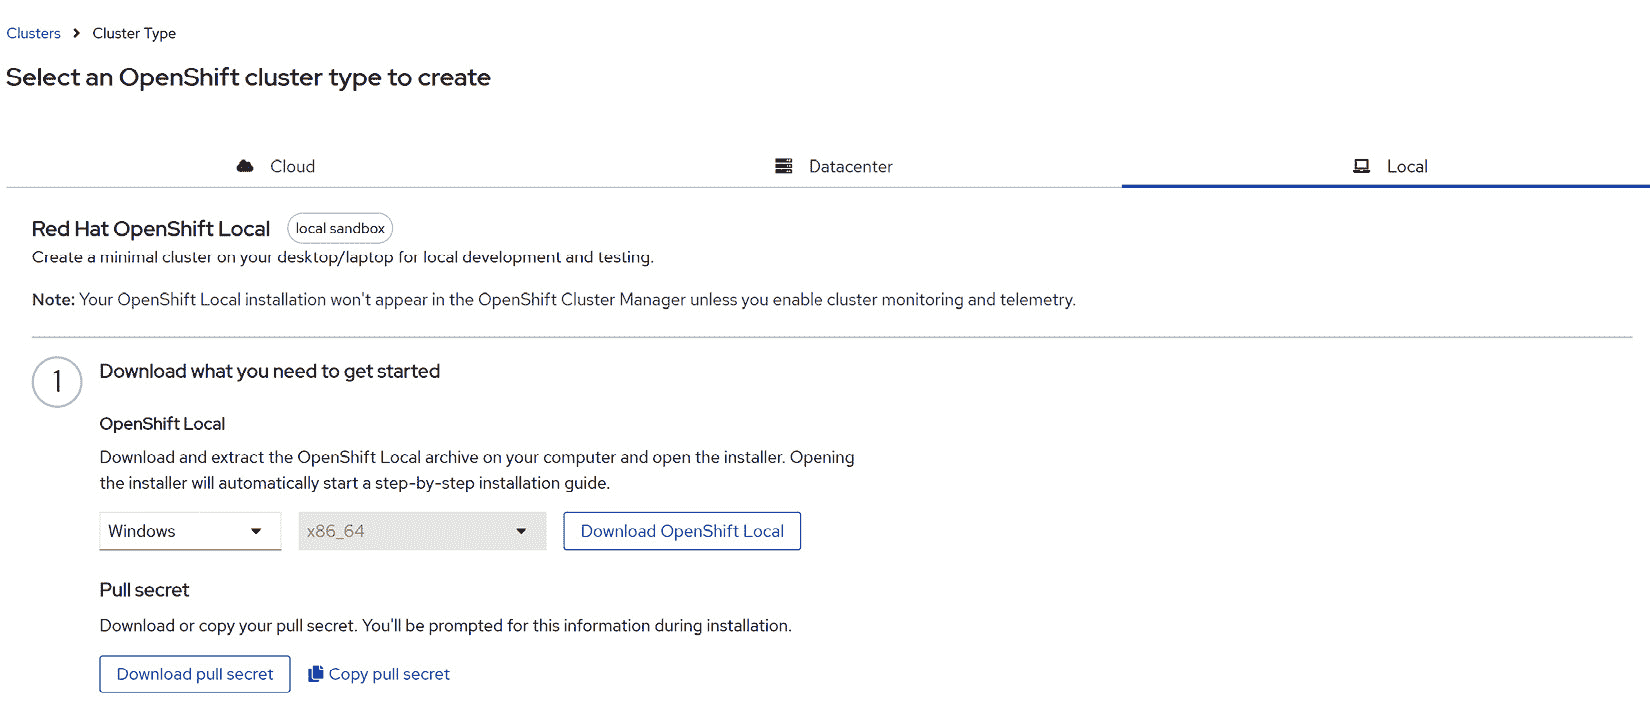 Clusters > Cluster Type
Select an OpenShift cluster type to create
Cloud
Datacenter
Local
Red Hat OpenShift Local local sandbox
Create a minimal cluster on your desktop/laptop for local development and testing.
Note: Your OpenShift Local installation won't appear in the OpenShift Cluster Manager unless you enable cluster monitoring and telemetry.
1 Download what you need to get started
OpenShift Local
Download and extract the OpenShift Local archive on your computer and open the installer. Opening
the installer will automatically start a step-by-step installation guide.
Windows x86_64 Download OpenShift Local
Pull secret
Download or copy your pull secret. You'll be prompted for this information during installation.
Download pull secret Copy pull secret